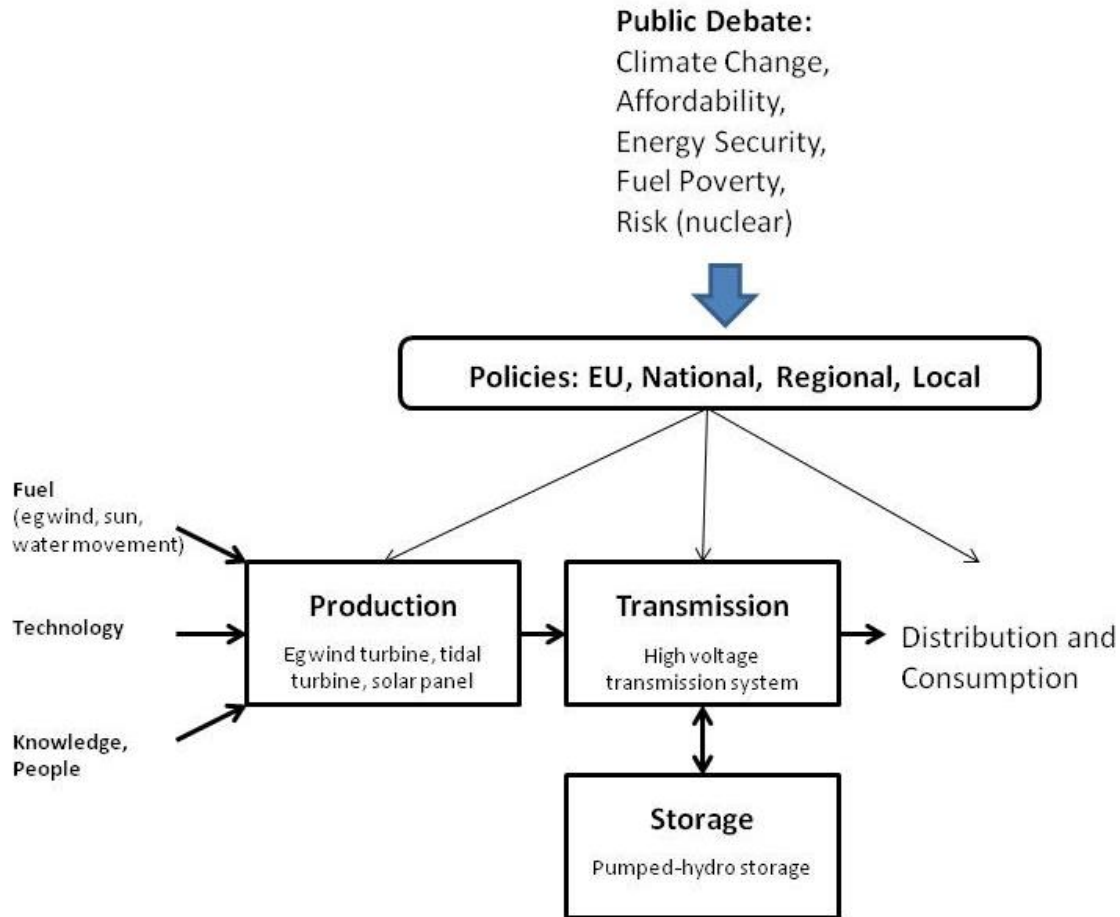 Public Debate:
Climate Change,
Affordability,
Energy Security,
Fuel Poverty,
Risk (nuclear)
Policies: EU, National, Regional, Local
Fuel
(eg wind, sun,
water movement)
Technology
Knowledge,
People
Production
Eg wind turbine, tidal
turbine, solar panel
Transmission
High voltage
transmission system
Distribution and
Consumption
Storage
Pumped-hydro storage